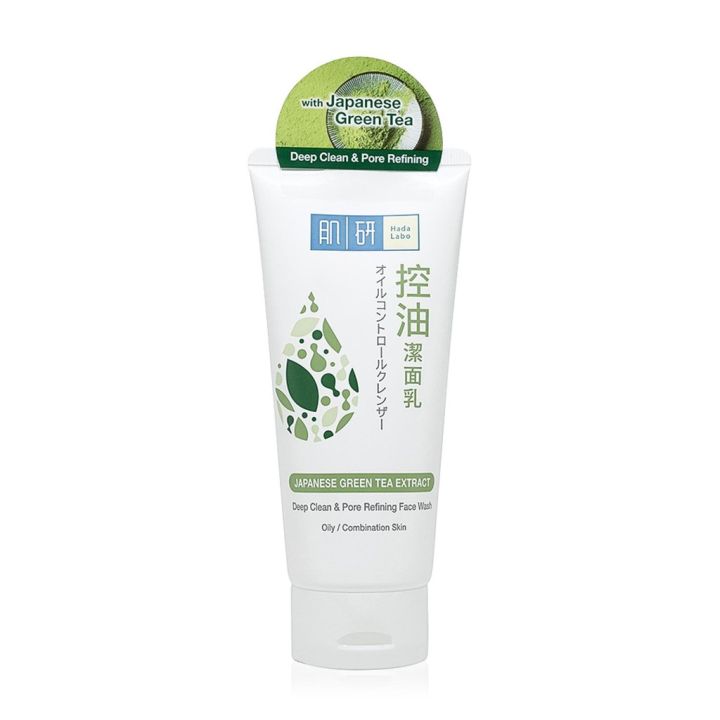 with Japanese
Green Tea
Deep Clean & Pore Refining
肌研
Hada
Labo
控油
潔面乳
オイルコントロールクレンザー
JAPANESE GREEN TEA EXTRACT
Deep Clean & Pore Refining Face Wash
Oily / Combination Skin